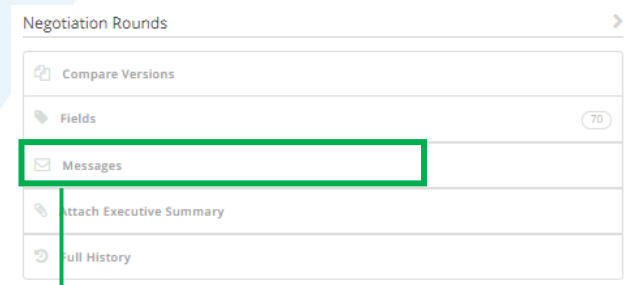 Negotiation Rounds
Compare Versions
Fields 70
Messages
Attach Executive Summary
Full History